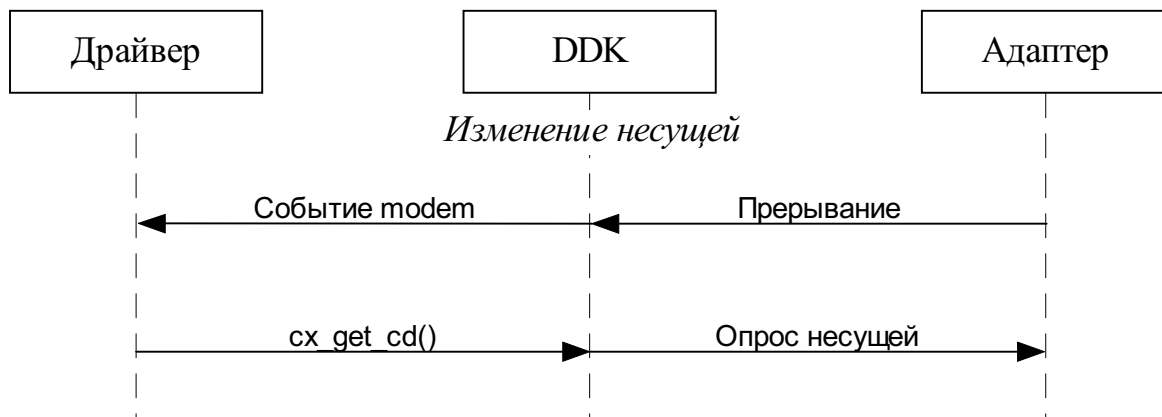 Драйвер DDK Адаптер
Изменение несущей
Событие modem Прерывание
cx_get_cd() Опрос несущей